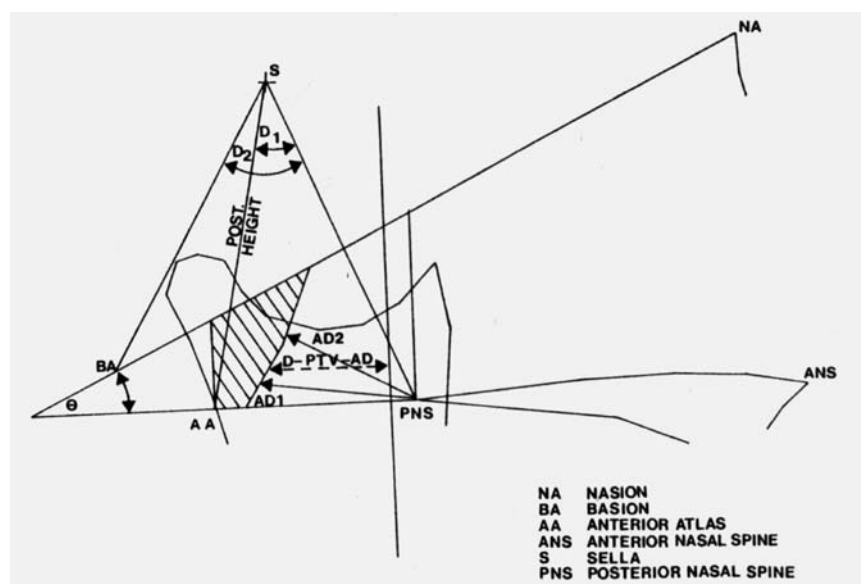 NA
S
D1
D2
POST.
HEIGHT
AD2
BA
D-PTV-AD
ANS
θ
AD1
PNS
AA
NA NASION
BA BASION
AA ANTERIOR ATLAS
ANS ANTERIOR NASAL SPINE
S SELLA
PNS POSTERIOR NASAL SPINE